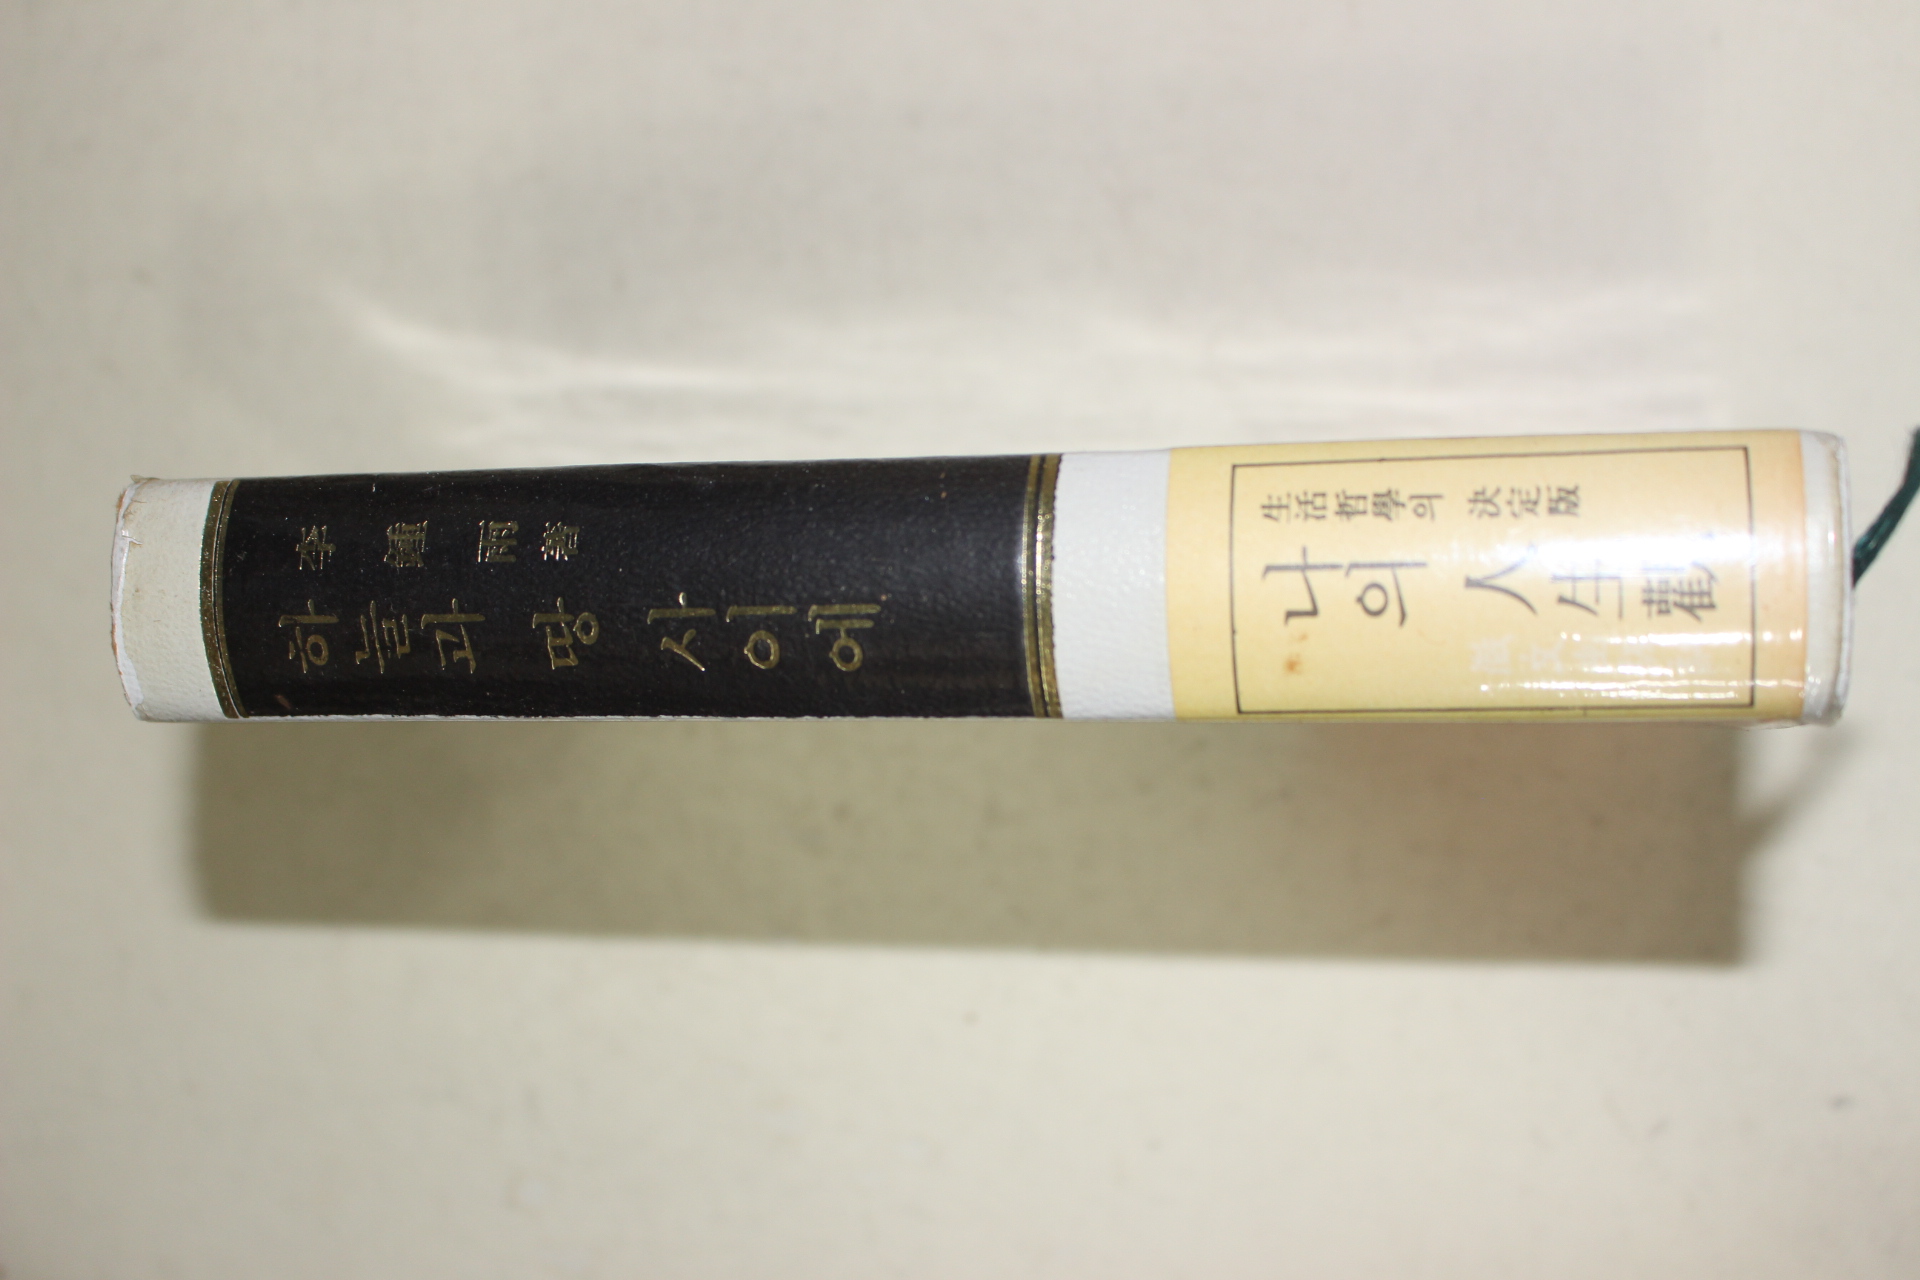 하늘과 땅 사이에
李鍾雨 著
生活哲學의 決定版
나의 人生觀